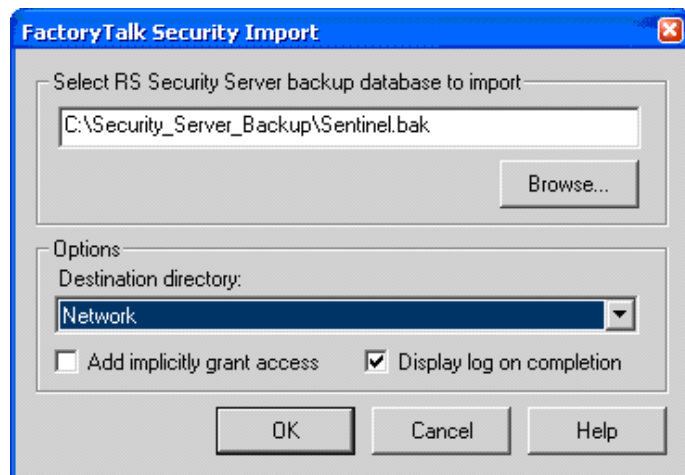 FactoryTalk Security Import
Select RS Security Server backup database to import
C:\Security_Server_Backup\Sentinel.bak
Browse...
Options
Destination directory:
Network
Add implicitly grant access
Display log on completion
OK
Cancel
Help